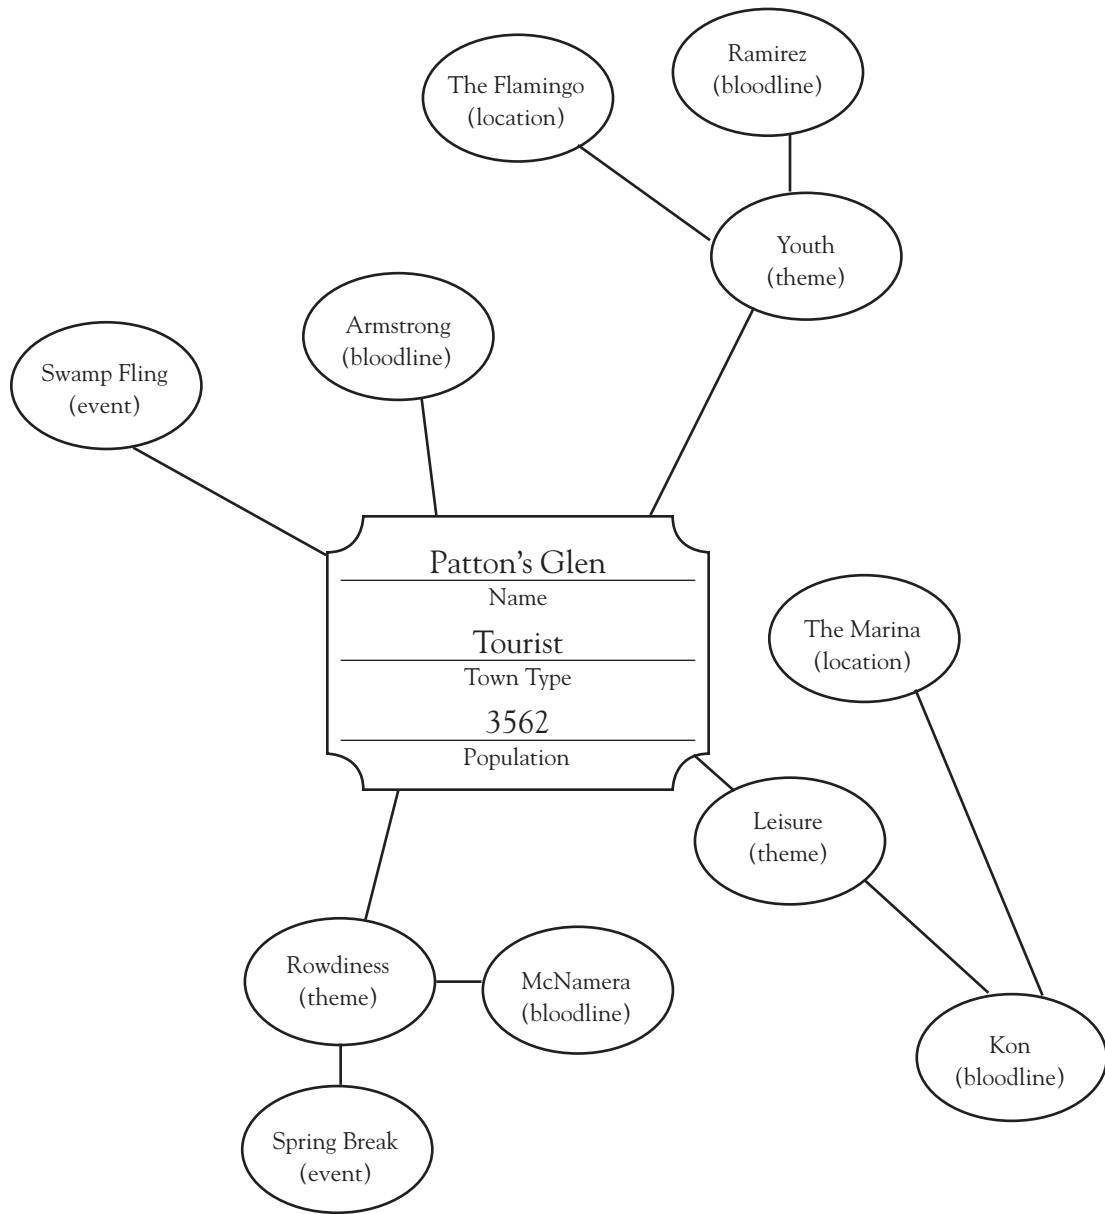 Ramirez
(bloodline)
The Flamingo
(location)
Youth
(theme)
Armstrong
(bloodline)
Swamp Fling
(event)
Patton’s Glen
Name
Tourist
Town Type
3562
Population
The Marina
(location)
Leisure
(theme)
Rowdiness
(theme)
McNamera
(bloodline)
Kon
(bloodline)
Spring Break
(event)